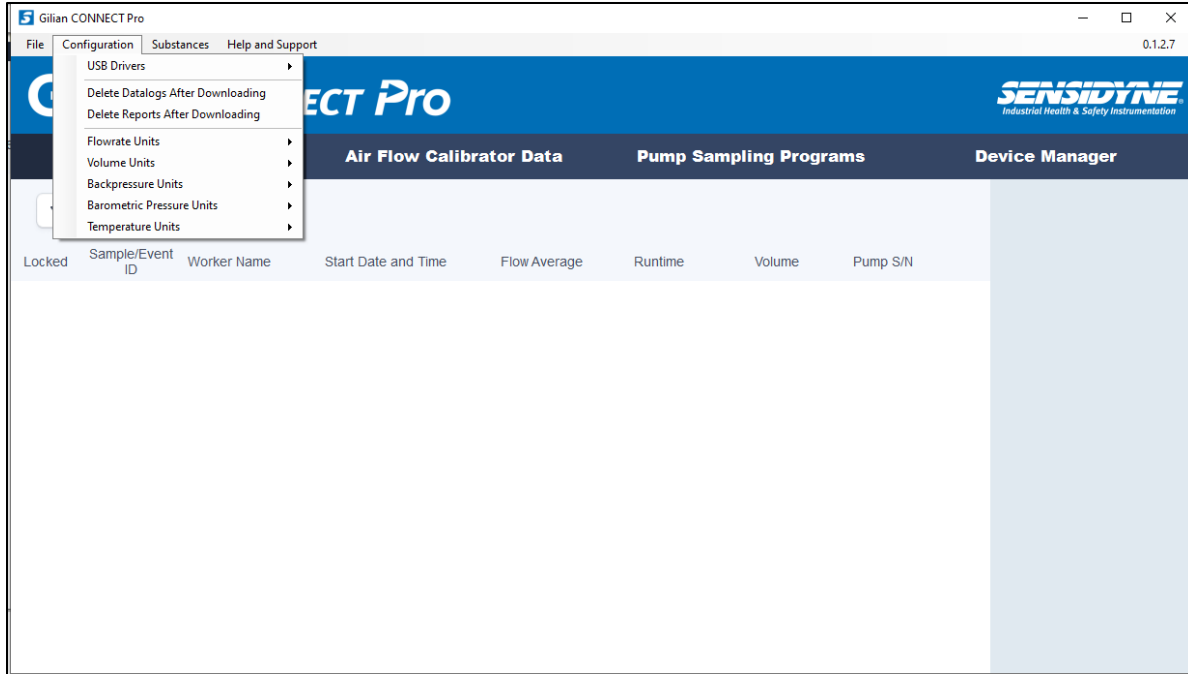 Gilian CONNECT Pro
File Configuration Substances Help and Support 0.1.2.7
USB Drivers
Delete Datalogs After Downloading
Delete Reports After Downloading
Flowrate Units
Volume Units
Backpressure Units
Barometric Pressure Units
Temperature Units
G ECT Pro
SENSIDYNE
Industrial Health & Safety Instrumentation
Air Flow Calibrator Data Pump Sampling Programs Device Manager
Locked Sample/Event ID Worker Name Start Date and Time Flow Average Runtime Volume Pump S/N